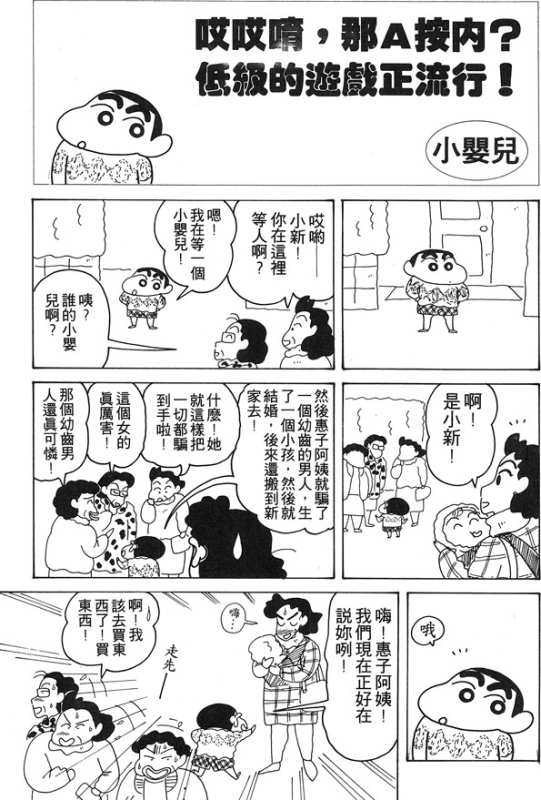 哎哎唷，那A按內？
低級的遊戲正流行！
小嬰兒
哎喲——
小新！
你在這裡
等人啊？
嗯！
我在等一個
小嬰兒！
咦？
誰的小嬰
兒啊？
啊！
是小新！
然後惠子阿姨就騙了
一個幼齒的男人，生
了一個小孩，然後就
結婚，後來還搬到新
家去！
什麼！她
就這樣把
一切都騙
到手啦！
這個女的
真厲害！
那個幼齒男
人還真可憐！
哦
嗨！惠子阿姨！
我們現在正好在
説妳咧！
嗨…
走先
啊！我
該去買東
西了！買
東西！